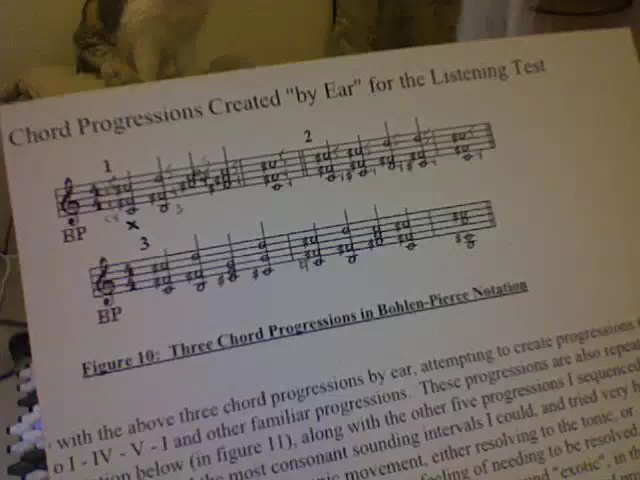 Chord Progressions Created "by Ear" for the Listening Test
1
2
BP
x
3
BP
Figure 10: Three Chord Progressions in Bohlen-Pierce Notation
with the above three chord progressions by ear, attempting to create progressions
o I - IV - V - I and other familiar progressions. These progressions are also
below (in figure 11), along with the other five progressions I sequenced
the most consonant sounding intervals I could, and tried very
movement, either resolving to the tonic, or
feeling of needing to be resolved.
and "exotic", in